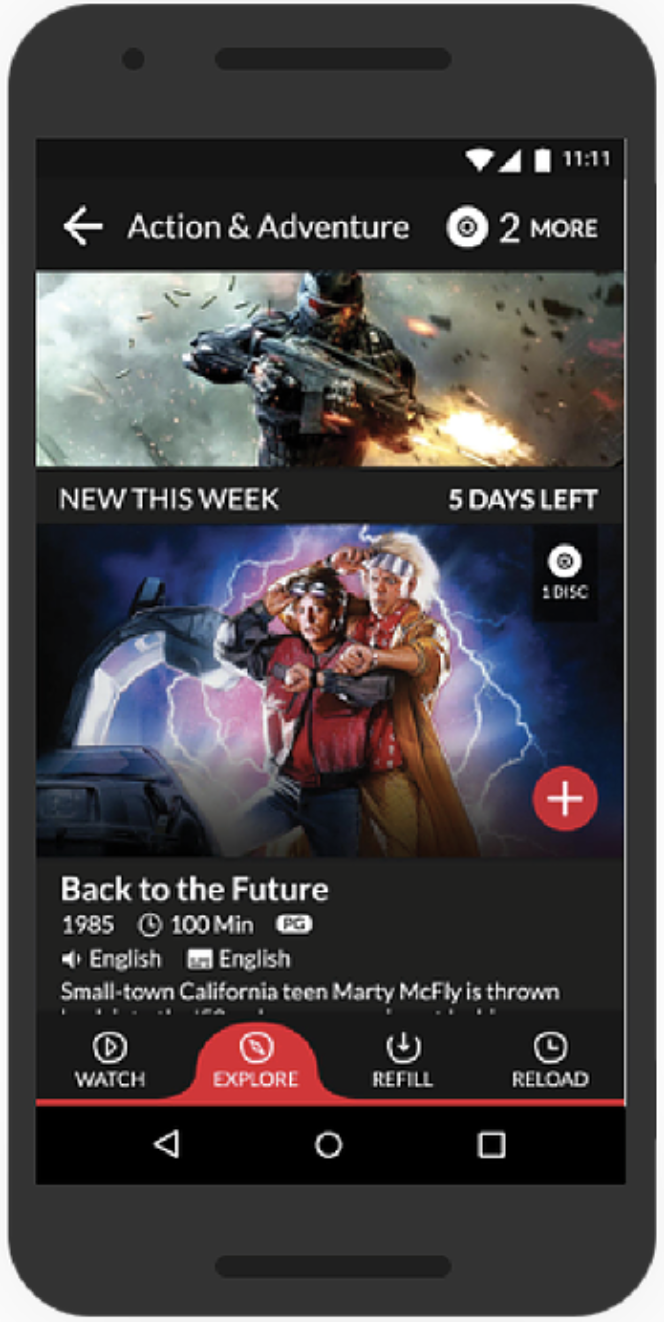 11:11
Action & Adventure 2 MORE
NEW THIS WEEK 5 DAYS LEFT
1 DISC
Back to the Future
1985 100 Min PG
English English
Small-town California teen Marty McFly is thrown
WATCH EXPLORE REFILL RELOAD